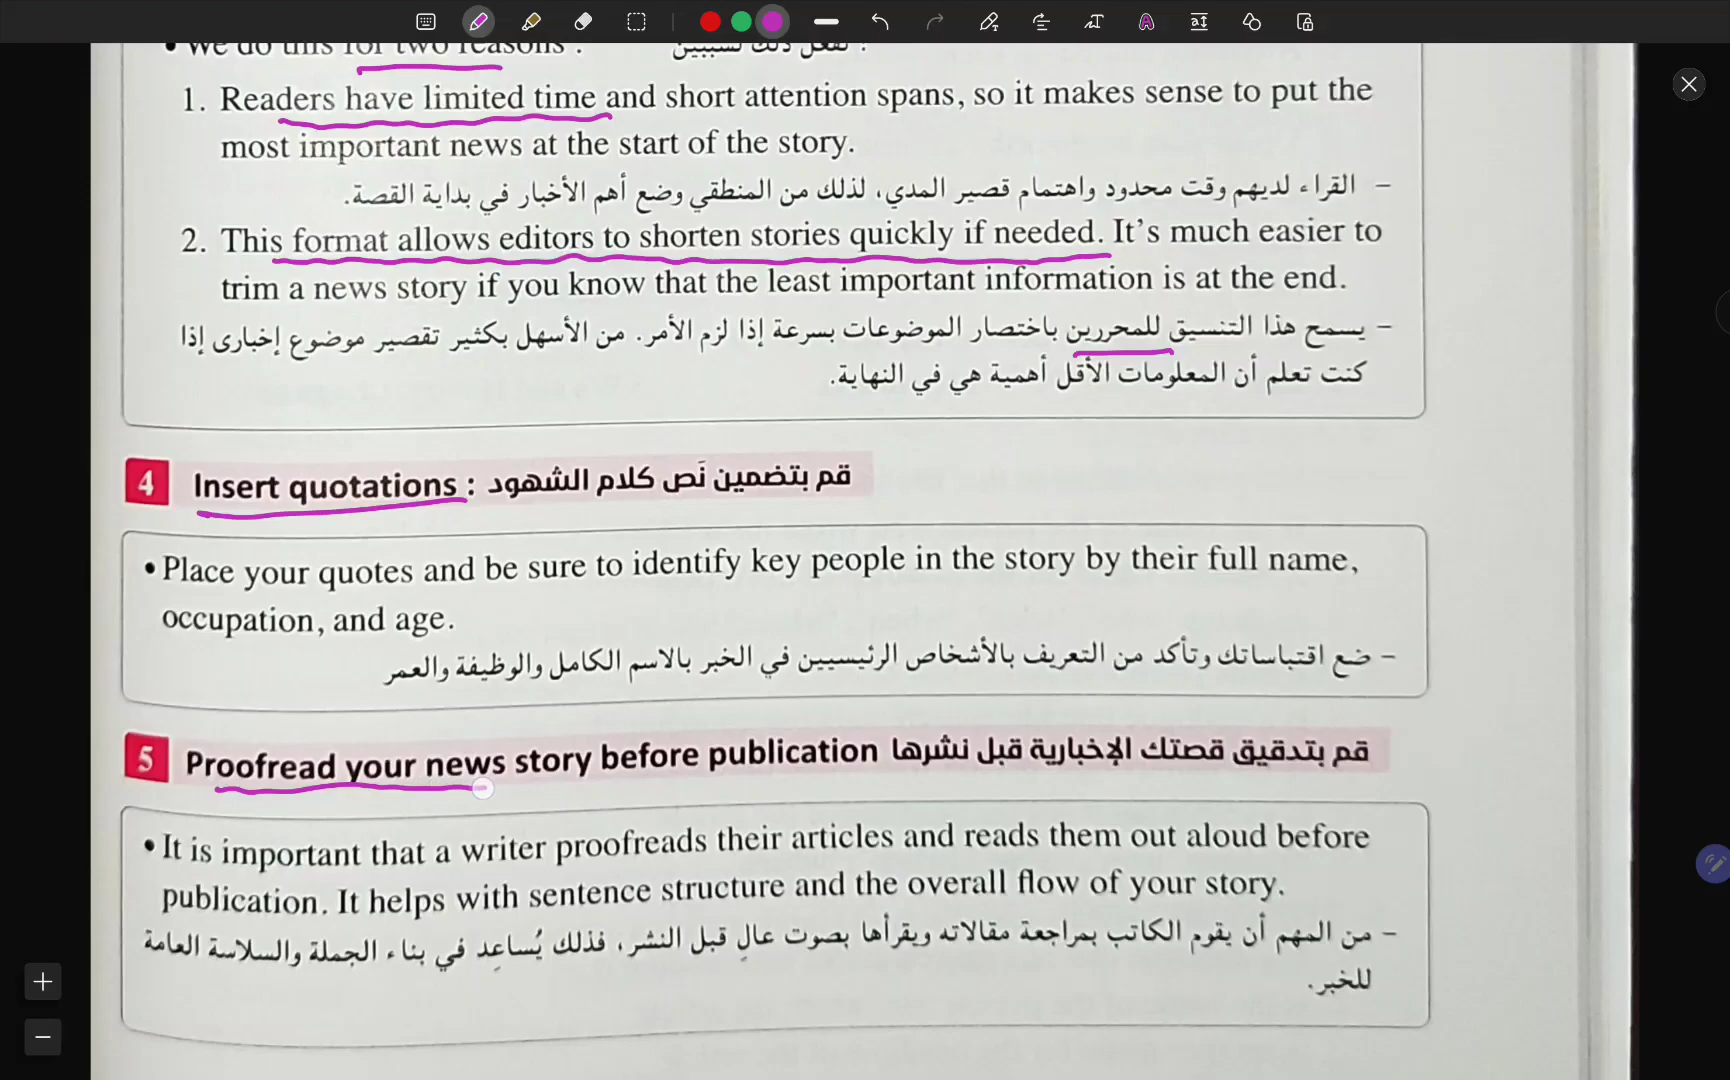 • We do this for two reasons :
نفعل ذلك لسببين :
1. Readers have limited time and short attention spans, so it makes sense to put the
most important news at the start of the story.
– القراء لديهم وقت محدود واهتمام قصير المدي، لذلك من المنطقي وضع أهم الأخبار في بداية القصة.
2. This format allows editors to shorten stories quickly if needed. It's much easier to
trim a news story if you know that the least important information is at the end.
– يسمح هذا التنسيق للمحررين باختصار الموضوعات بسرعة إذا لزم الأمر. من الأسهل بكثير تقصير موضوع إخبارى إذا
كنت تعلم أن المعلومات الأقل أهمية هي في النهاية.
4 Insert quotations : قم بتضمين نَص كلام الشهود
• Place your quotes and be sure to identify key people in the story by their full name,
occupation, and age.
– ضع اقتباساتك وتأكد من التعريف بالأشخاص الرئيسيين في الخبر بالاسم الكامل والوظيفة والعمر
5 Proofread your news story before publication قم بتدقيق قصتك الإخبارية قبل نشرها
• It is important that a writer proofreads their articles and reads them out aloud before
publication. It helps with sentence structure and the overall flow of your story.
– من المهم أن يقوم الكاتب بمراجعة مقالاته ويقرأها بصوت عالٍ قبل النشر، فذلك يُساعِد في بناء الجملة والسلاسة العامة
للخبر.